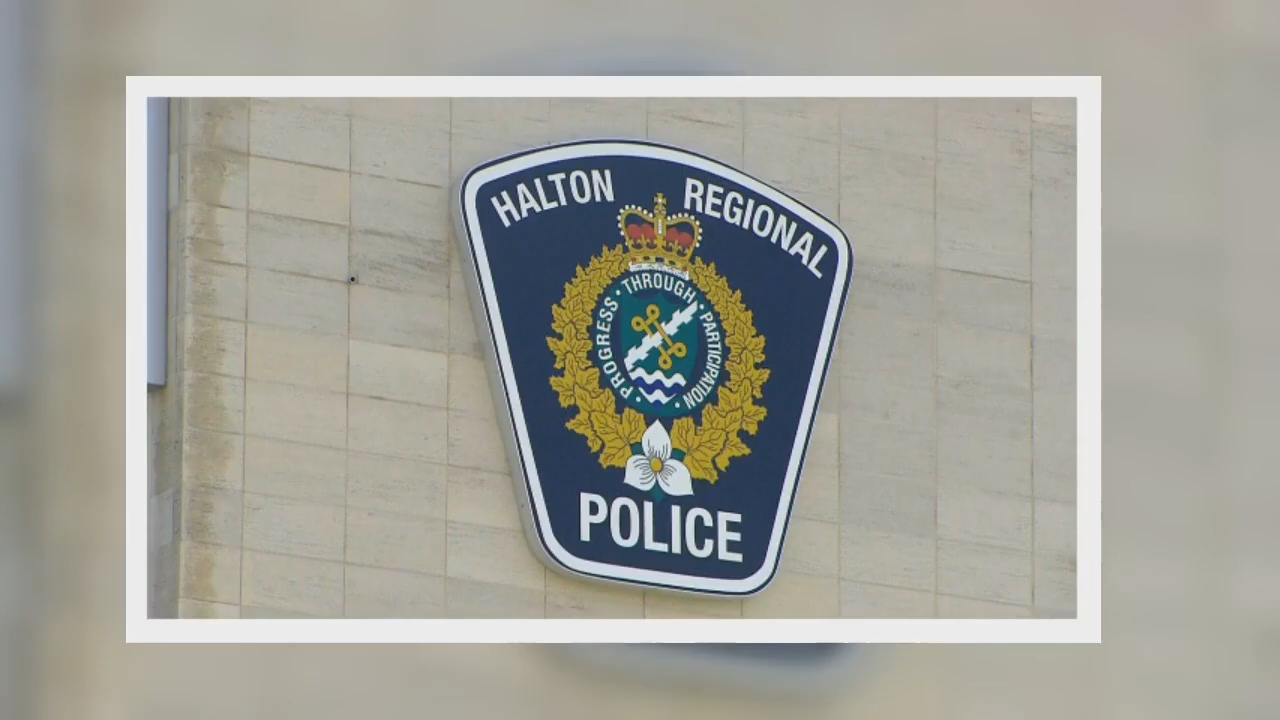 HALTON REGIONAL
PROGRESS • THROUGH • PARTICIPATION
POLICE